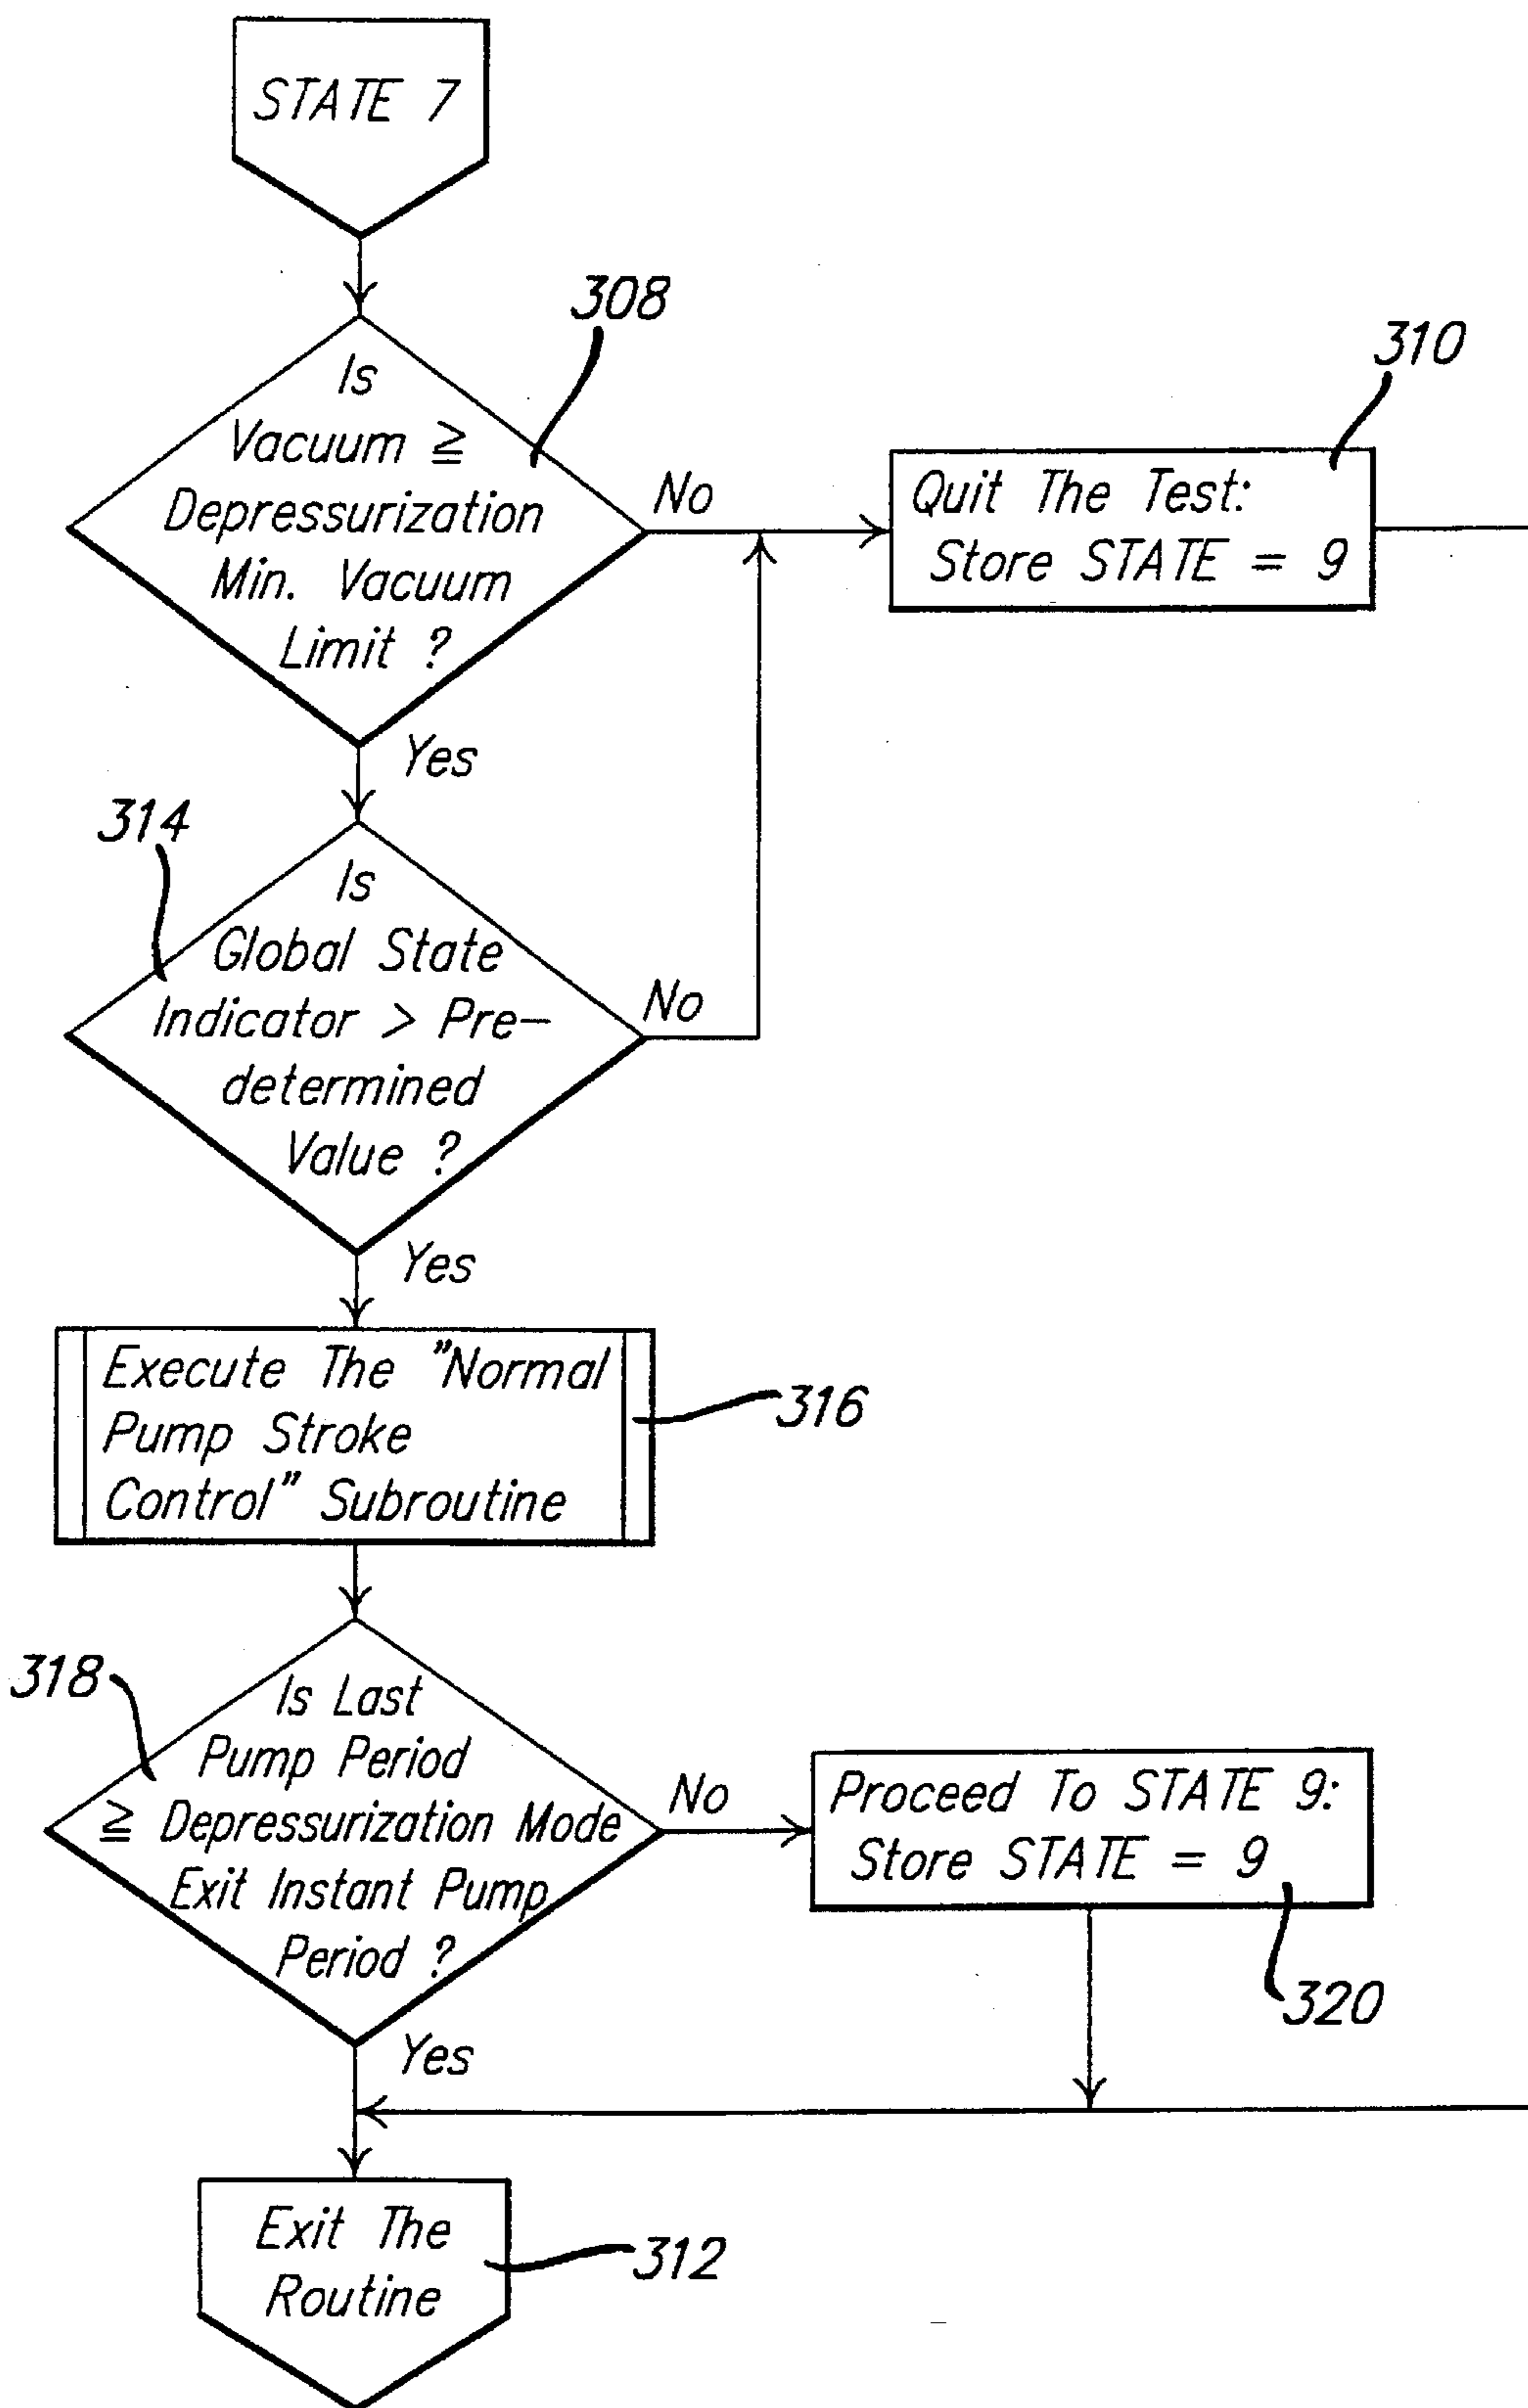 STATE 7
308
Is
Vacuum ≧
Depressurization
Min. Vacuum
Limit ?
No
310
Quit The Test:
Store STATE = 9
Yes
314
Is
Global State
Indicator > Pre-
determined
Value ?
No
Yes
Execute The "Normal
Pump Stroke
Control" Subroutine
316
318
Is Last
Pump Period
≧ Depressurization Mode
Exit Instant Pump
Period ?
No
Proceed To STATE 9:
Store STATE = 9
320
Yes
Exit The
Routine
312